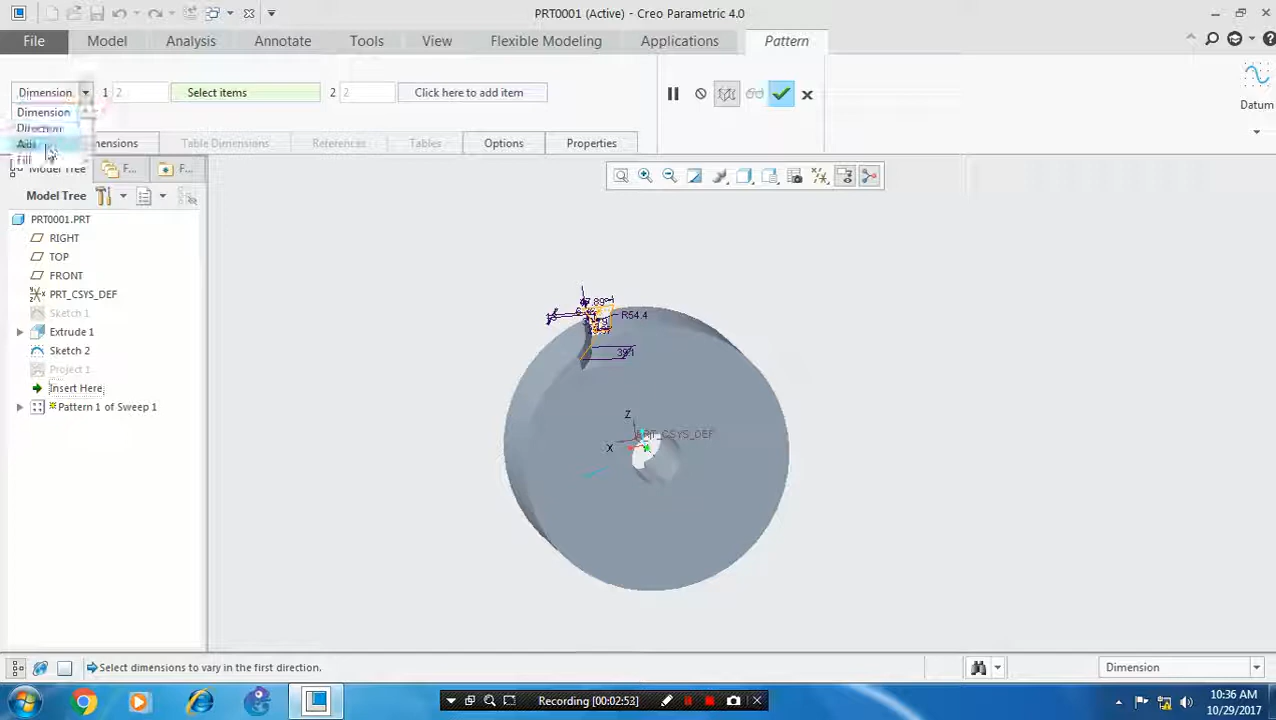 PRT0001 (Active) - Creo Parametric 4.0
File Model Analysis Annotate Tools View Flexible Modeling Applications Pattern
Dimension 1 2 Select items 2 2 Click here to add item
Datum
Dimension
Direction
Axis
Fill
Table Dimensions References Tables Options Properties
Model Tree F... F...
Model Tree
PRT0001.PRT
RIGHT
TOP
FRONT
PRT_CSYS_DEF
Sketch 1
Extrude 1
Sketch 2
Project 1
Insert Here
Pattern 1 of Sweep 1
R54.4
Z
X
PRT_CSYS_DEF
Select dimensions to vary in the first direction.
Dimension
Recording [00:02:53]
10:36 AM
10/29/2017